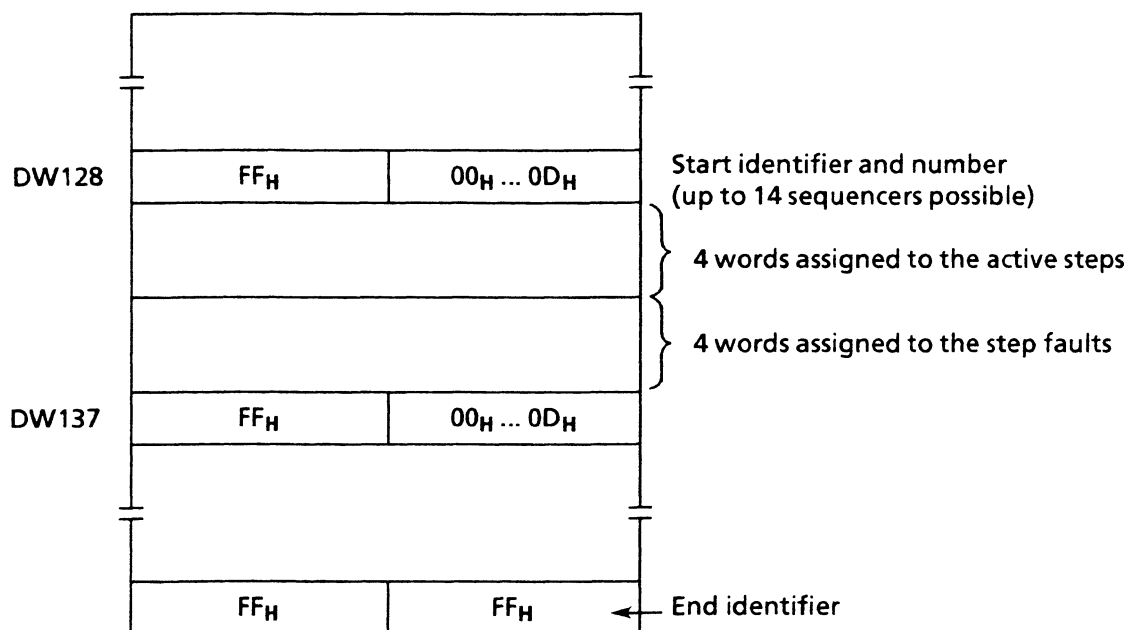 DW128 FFH 00H ... 0DH Start identifier and number
(up to 14 sequencers possible)
4 words assigned to the active steps
4 words assigned to the step faults
DW137 FFH 00H ... 0DH
FFH FFH End identifier